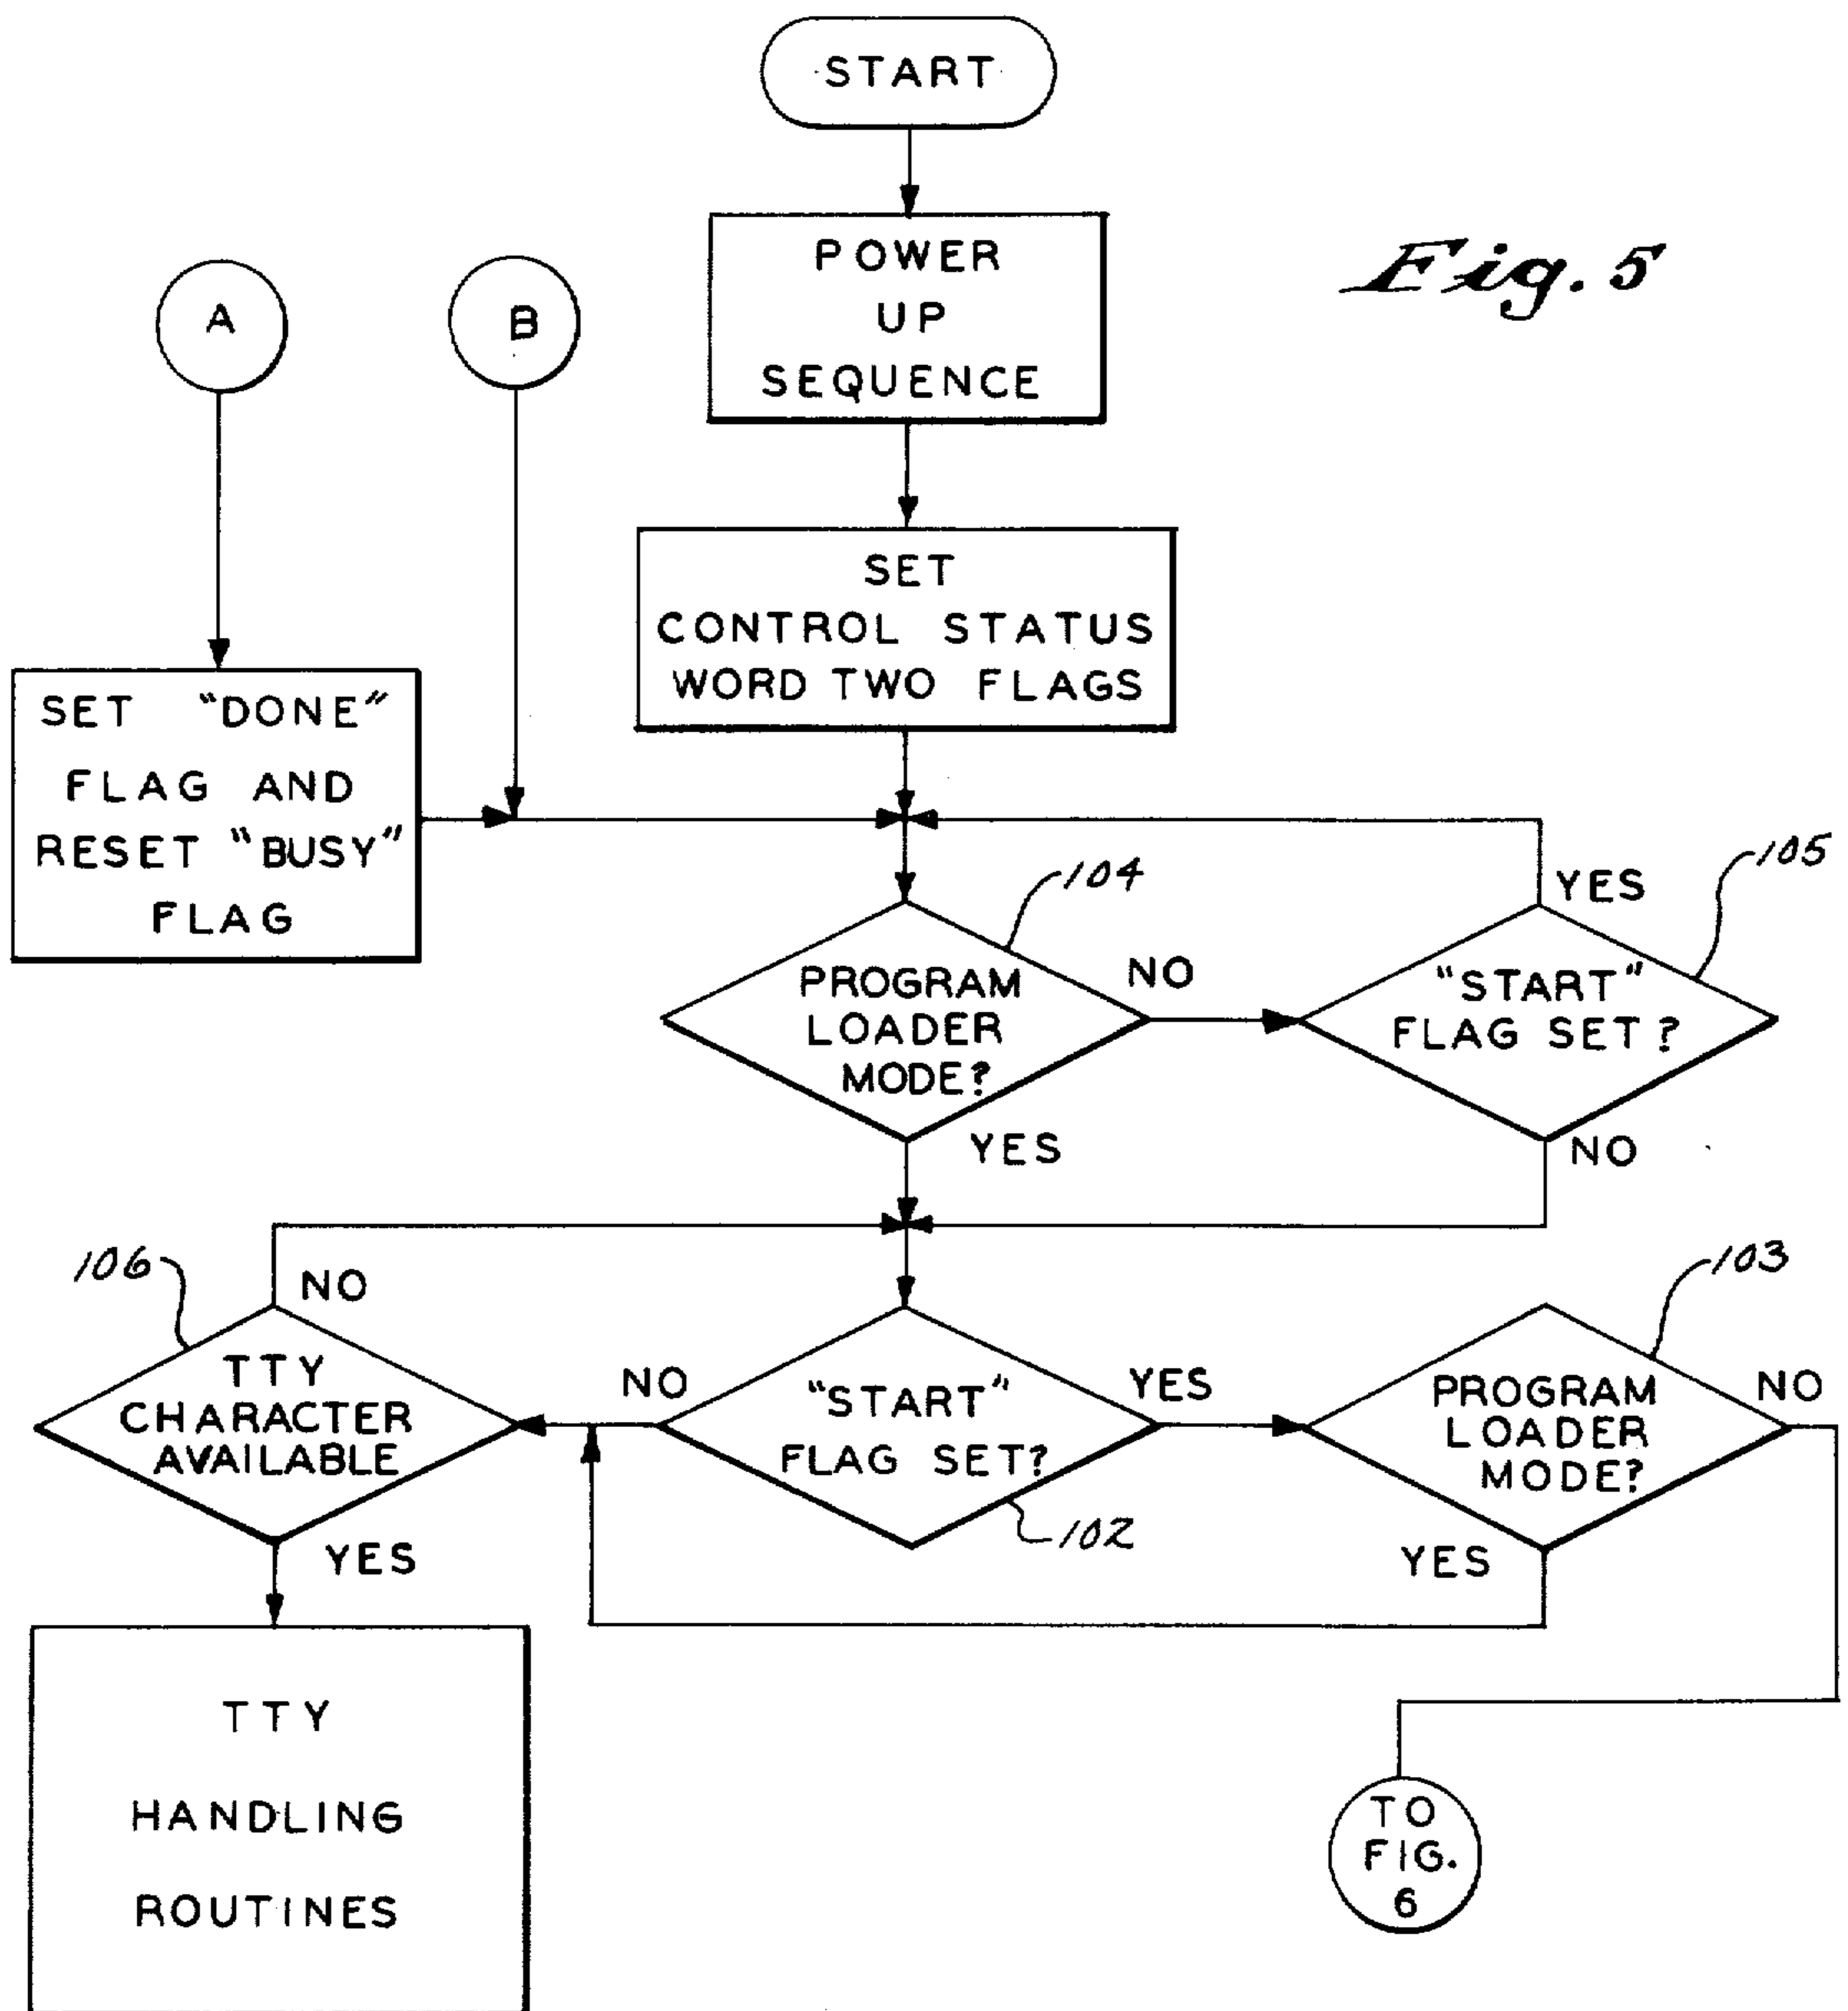 START
POWER
UP
SEQUENCE
Fig. 5
A
B
SET
CONTROL STATUS
WORD TWO FLAGS
SET "DONE"
FLAG AND
RESET "BUSY"
FLAG
104
PROGRAM
LOADER
MODE?
NO
YES
105
YES
"START"
FLAG SET?
NO
106
NO
TTY
CHARACTER
AVAILABLE
YES
NO
"START"
FLAG SET?
YES
102
103
PROGRAM
LOADER
MODE?
NO
YES
TTY
HANDLING
ROUTINES
TO
FIG.
6